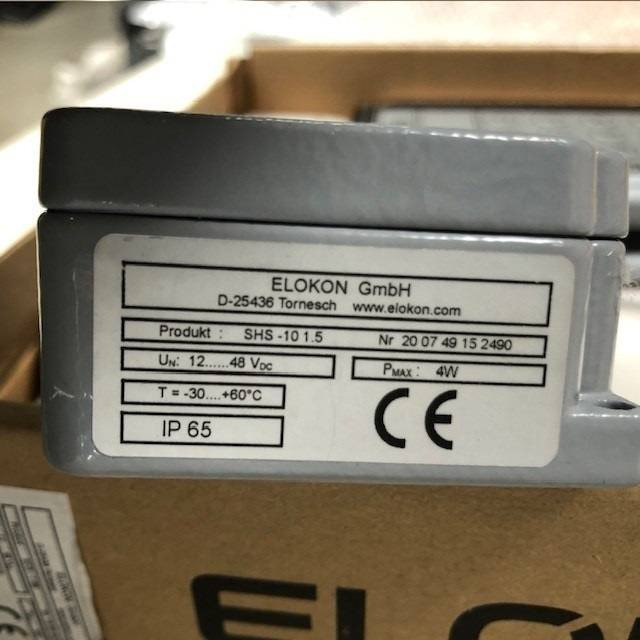 ELOKON GmbH
D-25436 Tornesch www.elokon.com
Produkt : SHS -10 1.5 Nr 20 07 49 15 2490
UN: 12......48 VDC PMAX : 4W
T = -30....+60°C
IP 65
CE